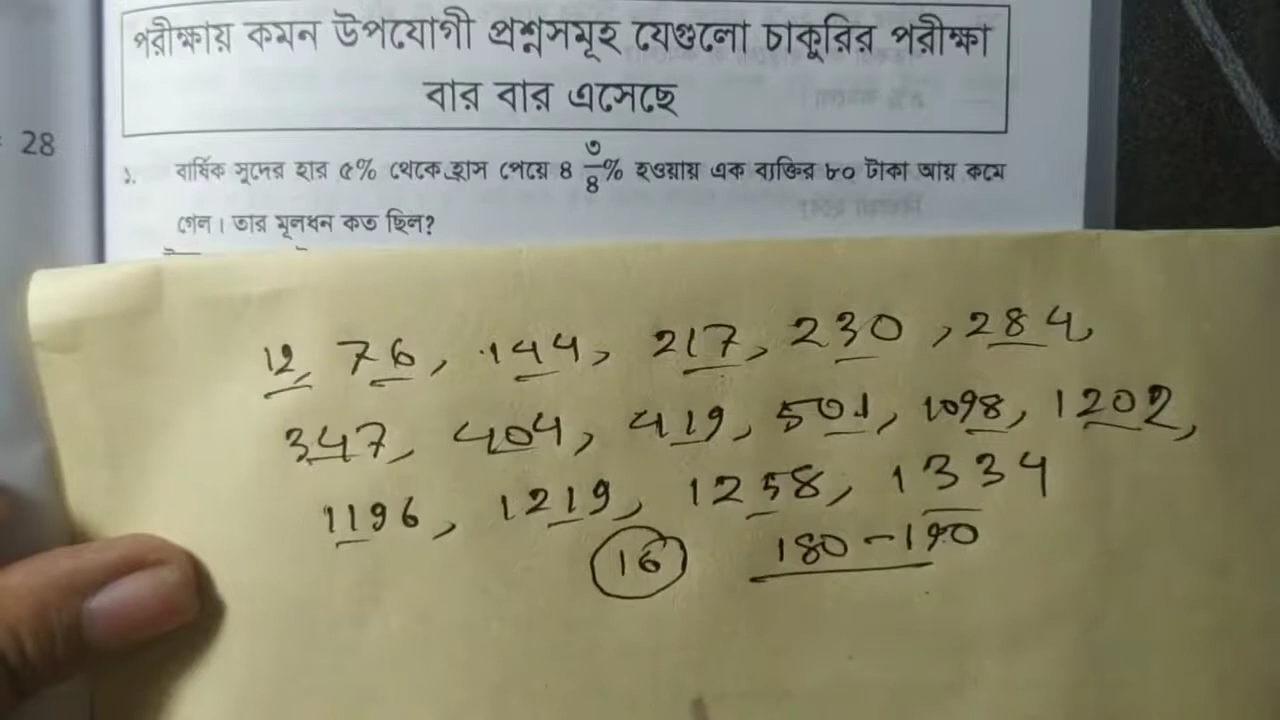 পরীক্ষায় কমন উপযোগী প্রশ্নসমূহ যেগুলো চাকুরির পরীক্ষা
বার বার এসেছে
28
১. বার্ষিক সুদের হার ৫% থেকে হ্রাস পেয়ে ৪ ৩/৪% হওয়ায় এক ব্যক্তির ৮০ টাকা আয় কমে
গেল। তার মূলধন কত ছিল?
12, 76, 144, 217, 230, 284,
347, 404, 419, 501, 1098, 1202,
1196, 1219, 1258, 1334
16 180-190